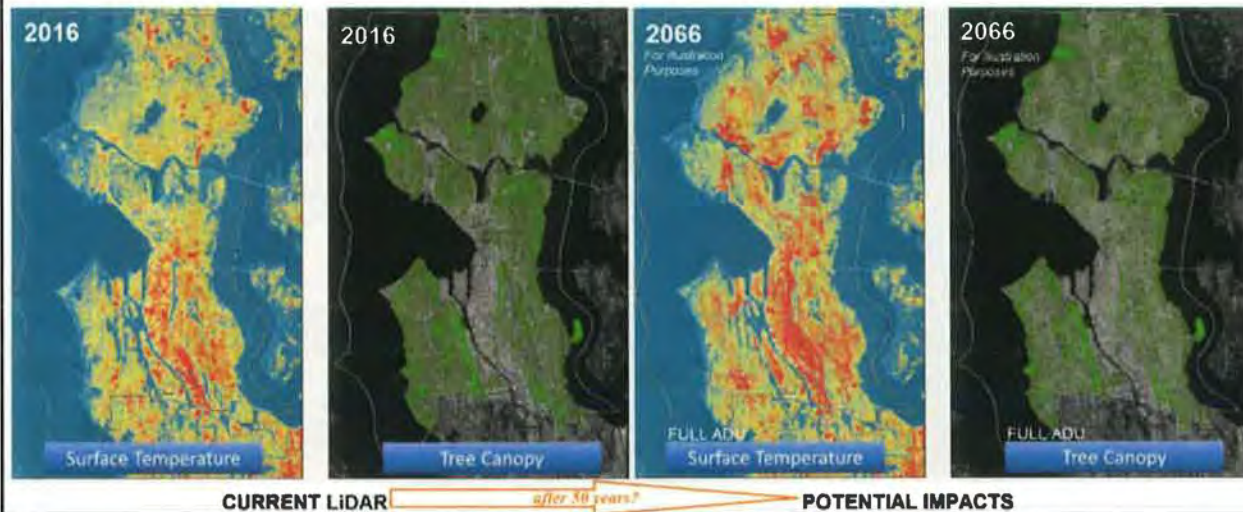 2016
2016
2066
For Illustration
Purposes
2066
For Illustration
Purposes
FULL ADU
FULL ADU
Surface Temperature
Tree Canopy
Surface Temperature
Tree Canopy
CURRENT LiDAR
after 50 years?
POTENTIAL IMPACTS